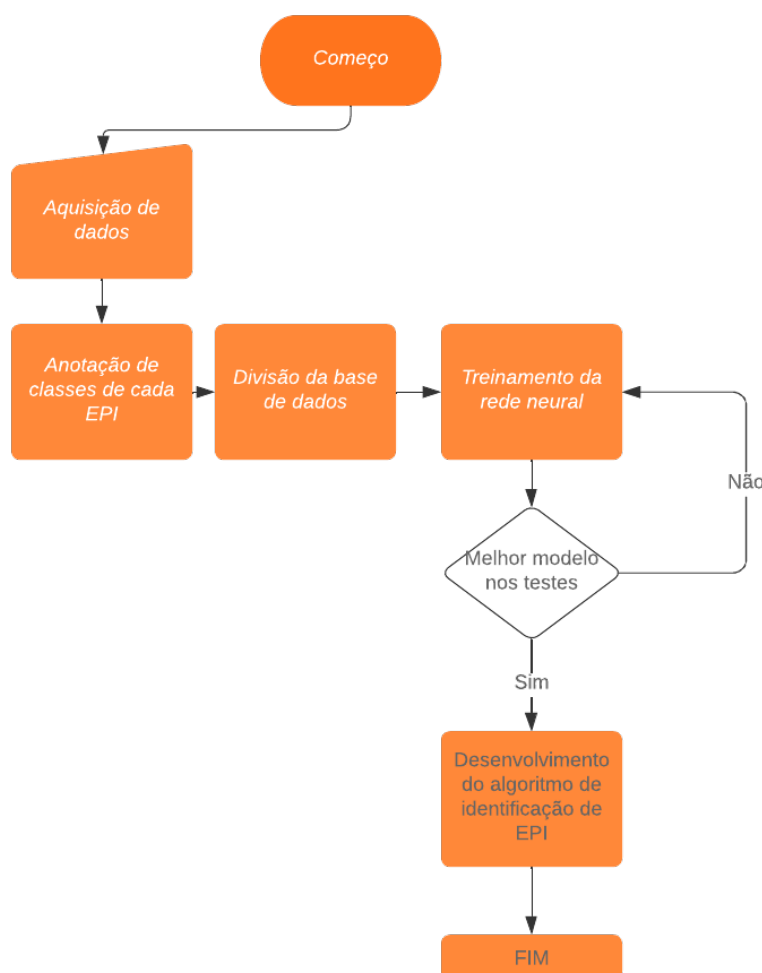 Começo
Aquisição de
dados
Anotação de
classes de cada
EPI
Divisão da base
de dados
Treinamento da
rede neural
Não
Melhor modelo
nos testes
Sim
Desenvolvimento
do algoritmo de
identificação de
EPI
FIM